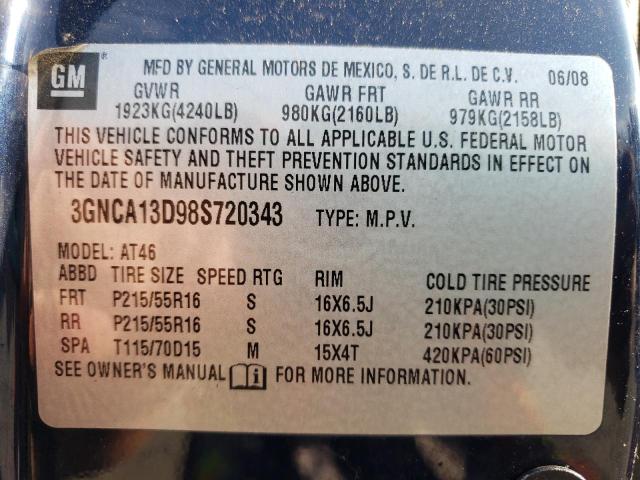 GM ® MFD BY GENERAL MOTORS DE MEXICO, S. DE R.L. DE C.V. 06/08
GVWR GAWR FRT GAWR RR
1923KG(4240LB) 980KG(2160LB) 979KG(2158LB)
THIS VEHICLE CONFORMS TO ALL APPLICABLE U.S. FEDERAL MOTOR
VEHICLE SAFETY AND THEFT PREVENTION STANDARDS IN EFFECT ON
THE DATE OF MANUFACTURE SHOWN ABOVE.
3GNCA13D98S720343 TYPE: M.P.V.
MODEL: AT46
ABBD TIRE SIZE SPEED RTG RIM COLD TIRE PRESSURE
FRT P215/55R16 S 16X6.5J 210KPA(30PSI)
RR P215/55R16 S 16X6.5J 210KPA(30PSI)
SPA T115/70D15 M 15X4T 420KPA(60PSI)
SEE OWNER'S MANUAL FOR MORE INFORMATION.